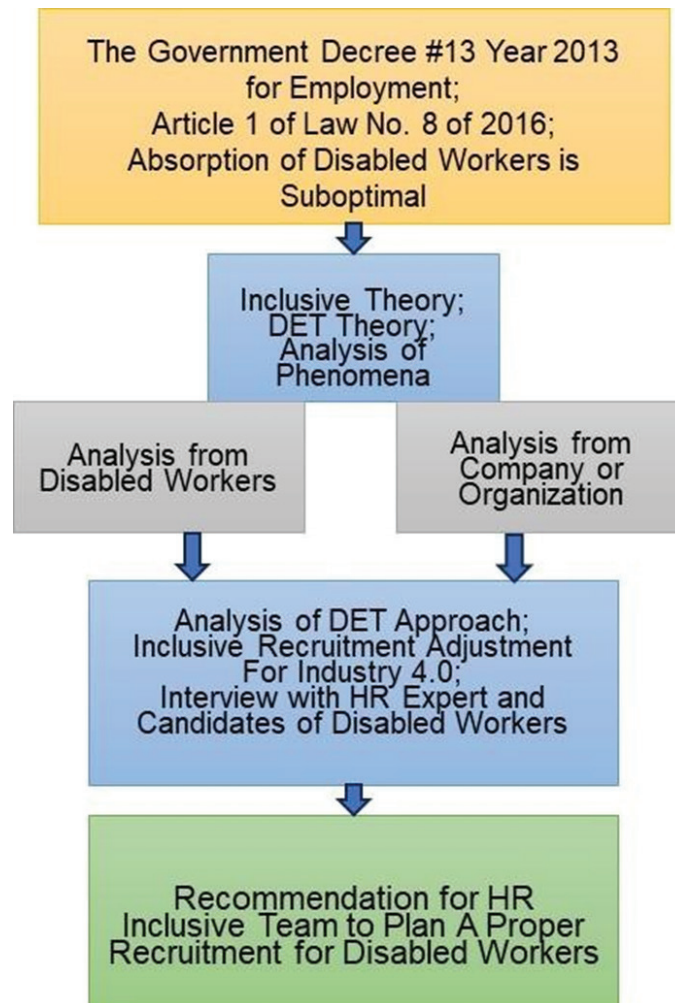 The Government Decree #13 Year 2013
for Employment;
Article 1 of Law No. 8 of 2016;
Absorption of Disabled Workers is
Suboptimal
Inclusive Theory;
DET Theory;
Analysis of
Phenomena
Analysis from
Disabled Workers
Analysis from
Company or
Organization
Analysis of DET Approach;
Inclusive Recruitment Adjustment
For Industry 4.0;
Interview with HR Expert and
Candidates of Disabled Workers
Recommendation for HR
Inclusive Team to Plan A Proper
Recruitment for Disabled Workers